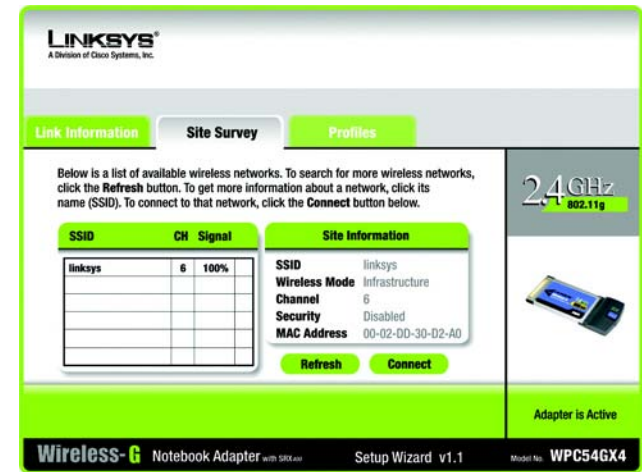 LINKSYS®
A Division of Cisco Systems, Inc.
Link Information
Site Survey
Profiles
Below is a list of available wireless networks. To search for more wireless networks,
click the Refresh button. To get more information about a network, click its
name (SSID). To connect to that network, click the Connect button below.
SSID CH Signal
linksys 6 100%
Site Information
SSID linksys
Wireless Mode Infrastructure
Channel 6
Security Disabled
MAC Address 00-02-DD-30-D2-A0
Refresh
Connect
2.4GHz
802.11g
Adapter is Active
Wireless-G Notebook Adapter with SRX400
Setup Wizard v1.1
Model No. WPC54GX4